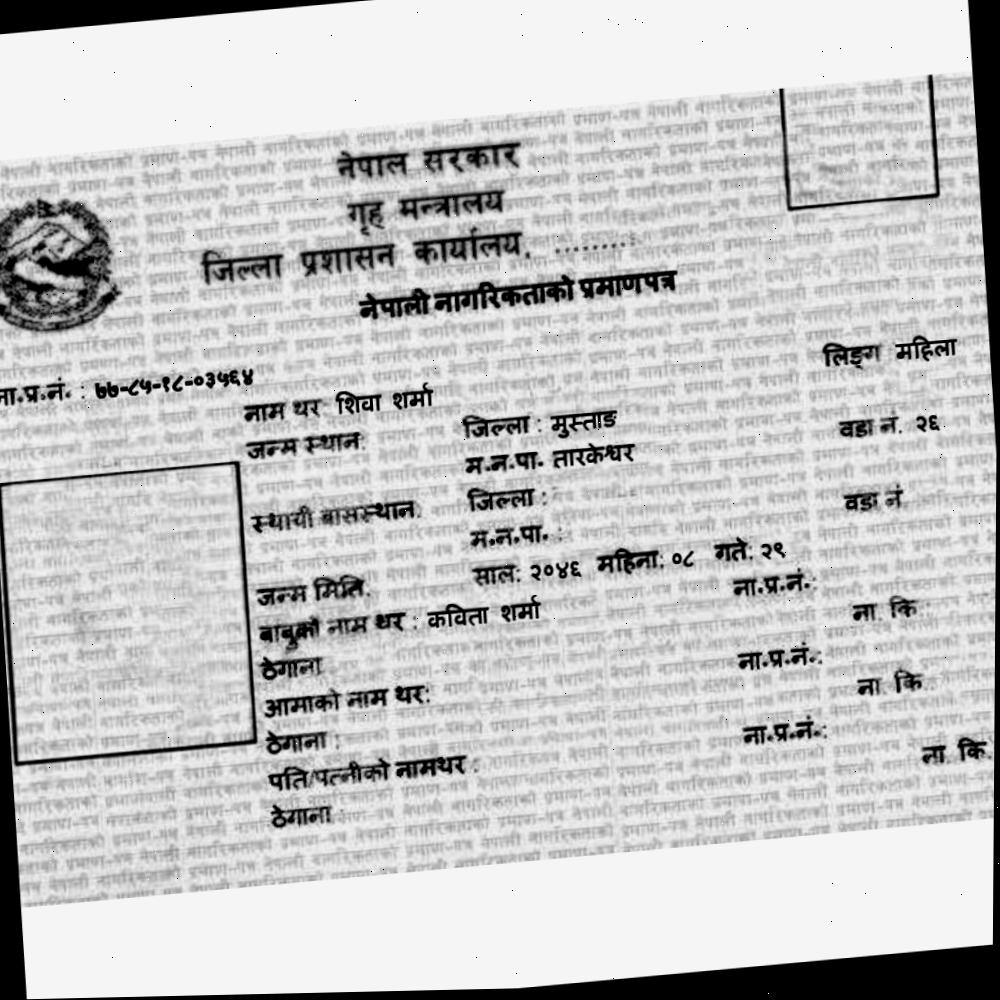 नेपाल सरकार
गृह मन्त्रालय
जिल्ला प्रशासन कार्यालय, ........
नेपाली नागरिकताको प्रमाणपत्र
ना.प्र.नं. : ७७-८५-१८-०३५६४
लिङ्ग महिला
नाम थर शिवा शर्मा
जन्म स्थान: जिल्ला : मुस्ताङ
म.न.पा. तारकेश्वर वडा नं. २६
स्थायी बासस्थान: जिल्ला :
म.न.पा. : वडा नं
जन्म मिति: साल: २०४६ महिना: ०८ गते: २९
बाबुको नाम थर : कविता शर्मा ना.प्र.नं.:
ठेगाना ना. कि.:
आमाको नाम थर: ना.प्र.नं.:
ठेगाना : ना. कि.:
पति/पत्नीको नामथर : ना.प्र.नं.:
ठेगाना : ना. कि.